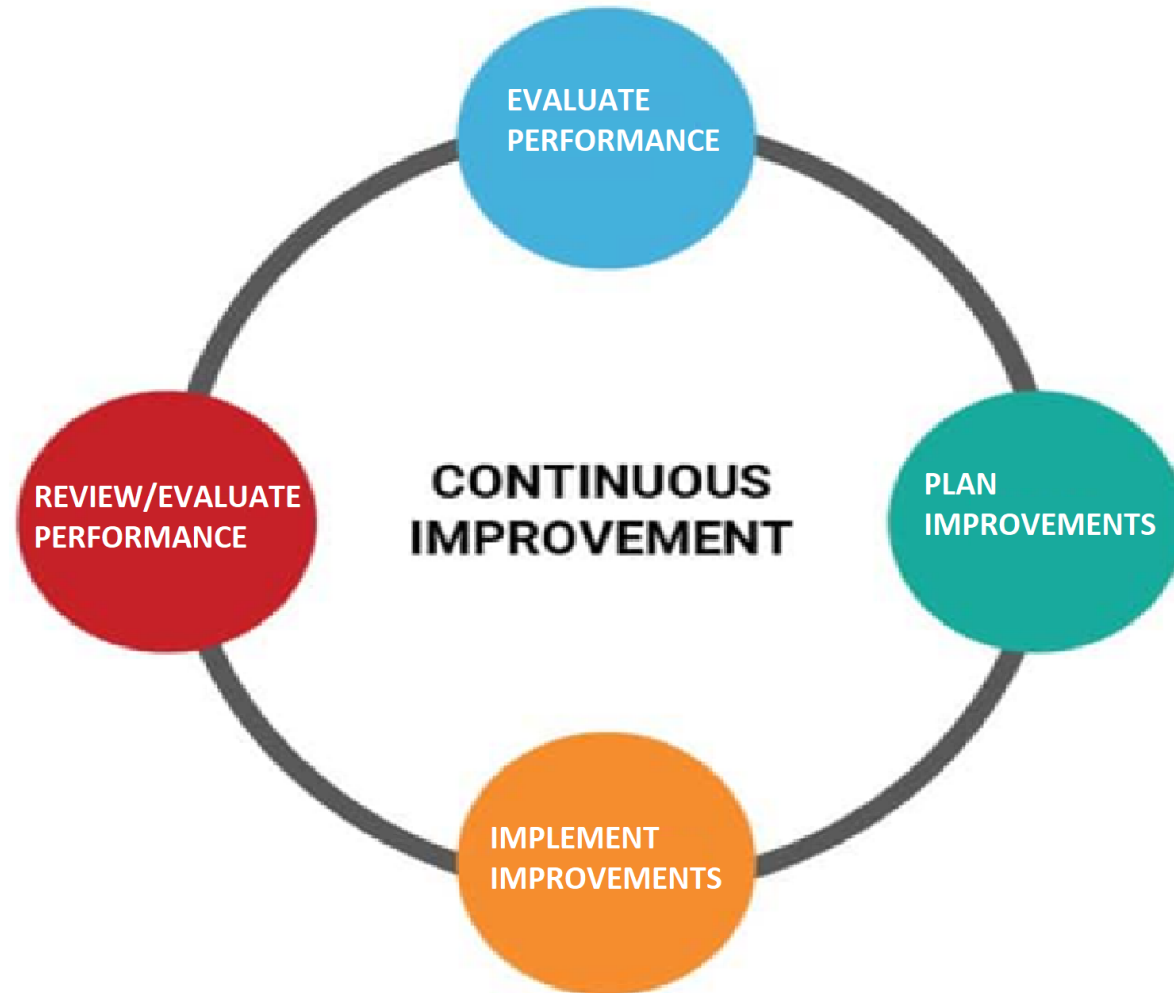 EVALUATE
PERFORMANCE
PLAN
IMPROVEMENTS
IMPLEMENT
IMPROVEMENTS
REVIEW/EVALUATE
PERFORMANCE
CONTINUOUS
IMPROVEMENT